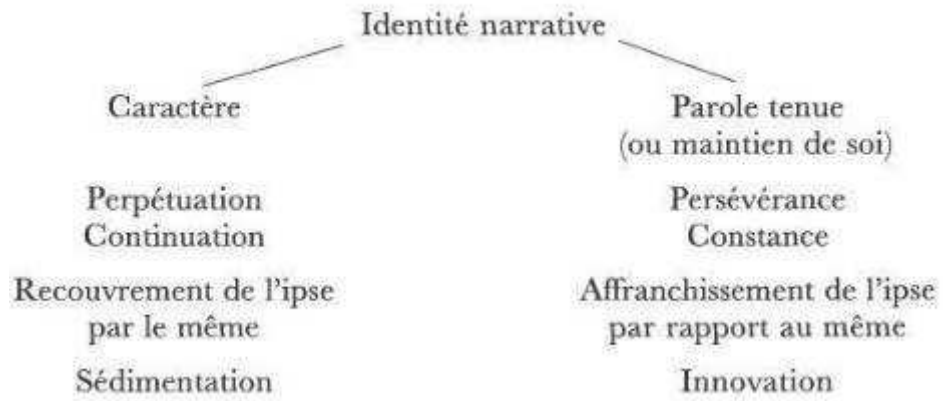 Identité narrative
Caractère
Parole tenue
(ou maintien de soi)
Perpétuation
Continuation
Persévérance
Constance
Recouvrement de l'ipse
par le même
Affranchissement de l'ipse
par rapport au même
Sédimentation
Innovation